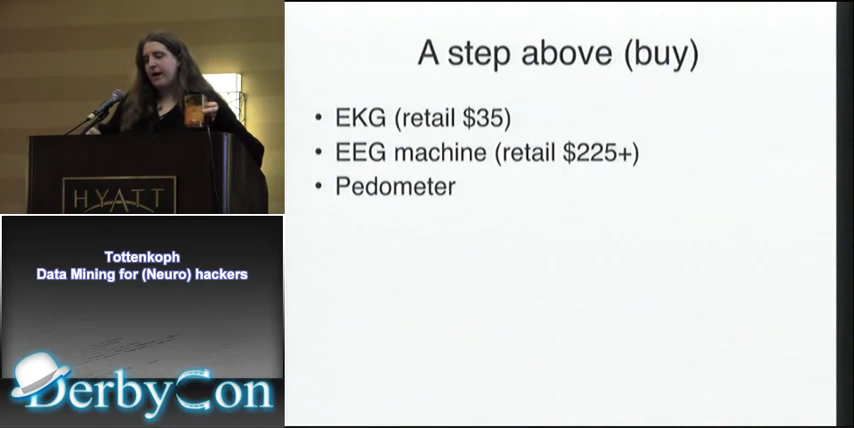 A step above (buy)
• EKG (retail $35)
• EEG machine (retail $225+)
• Pedometer
HYATT
Tottenkoph
Data Mining for (Neuro) hackers
DerbyCon